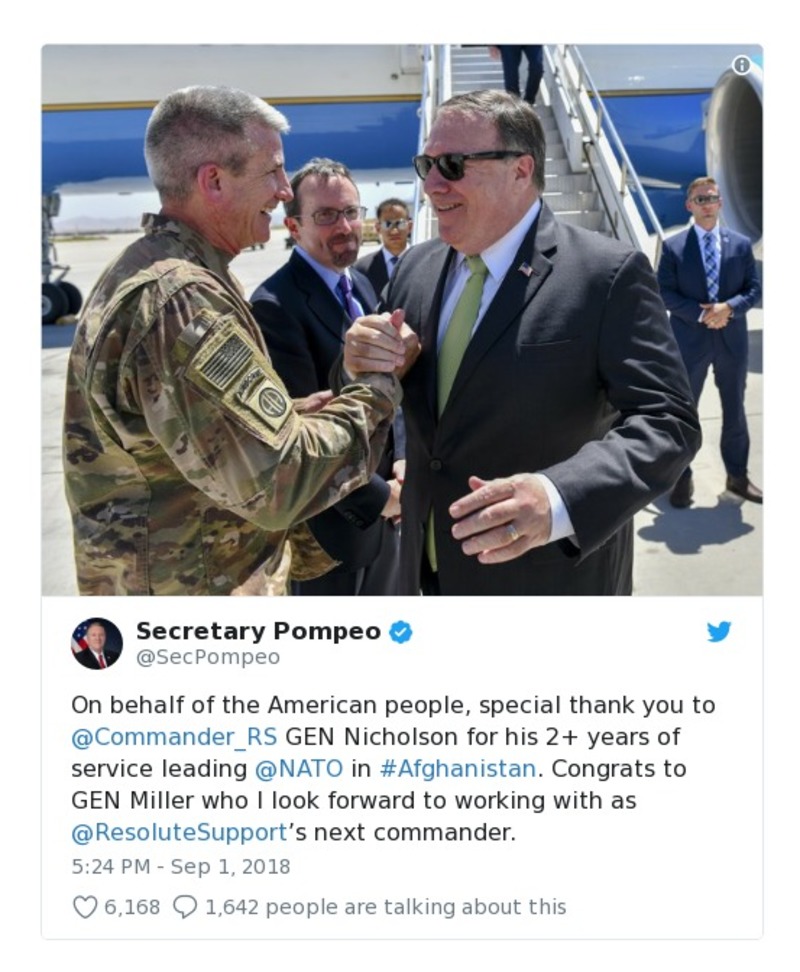 Secretary Pompeo
@SecPompeo
On behalf of the American people, special thank you to
@Commander_RS GEN Nicholson for his 2+ years of
service leading @NATO in #Afghanistan. Congrats to
GEN Miller who I look forward to working with as
@ResoluteSupport’s next commander.
5:24 PM - Sep 1, 2018
6,168 1,642 people are talking about this